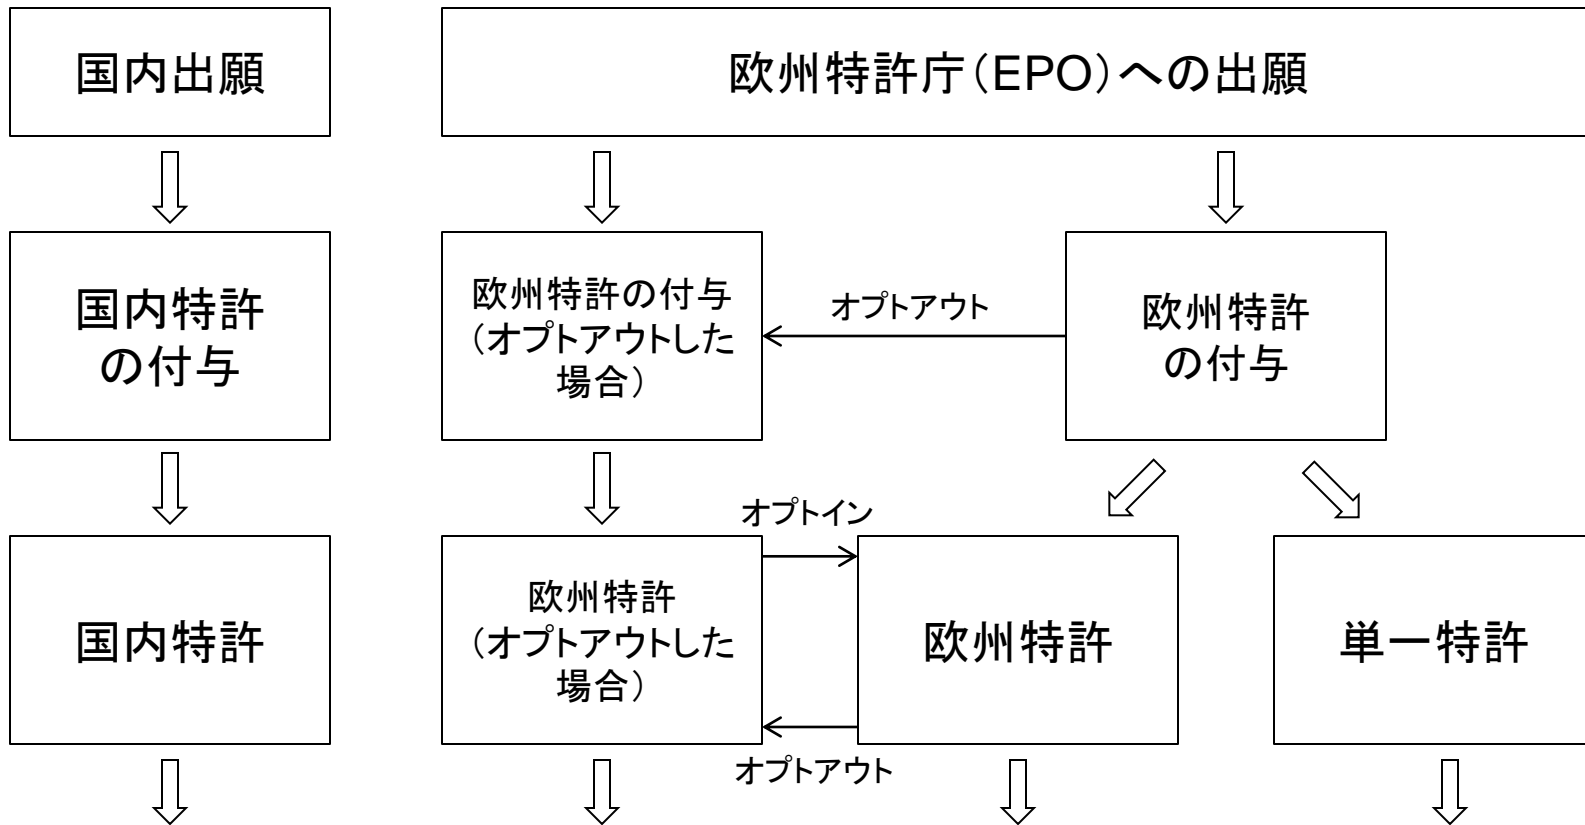 国内出願
欧州特許庁（EPO）への出願
国内特許
の付与
欧州特許の付与
（オプトアウトした
場合）
オプトアウト
欧州特許
の付与
オプトイン
国内特許
欧州特許
（オプトアウトした
場合）
欧州特許
単一特許
オプトアウト